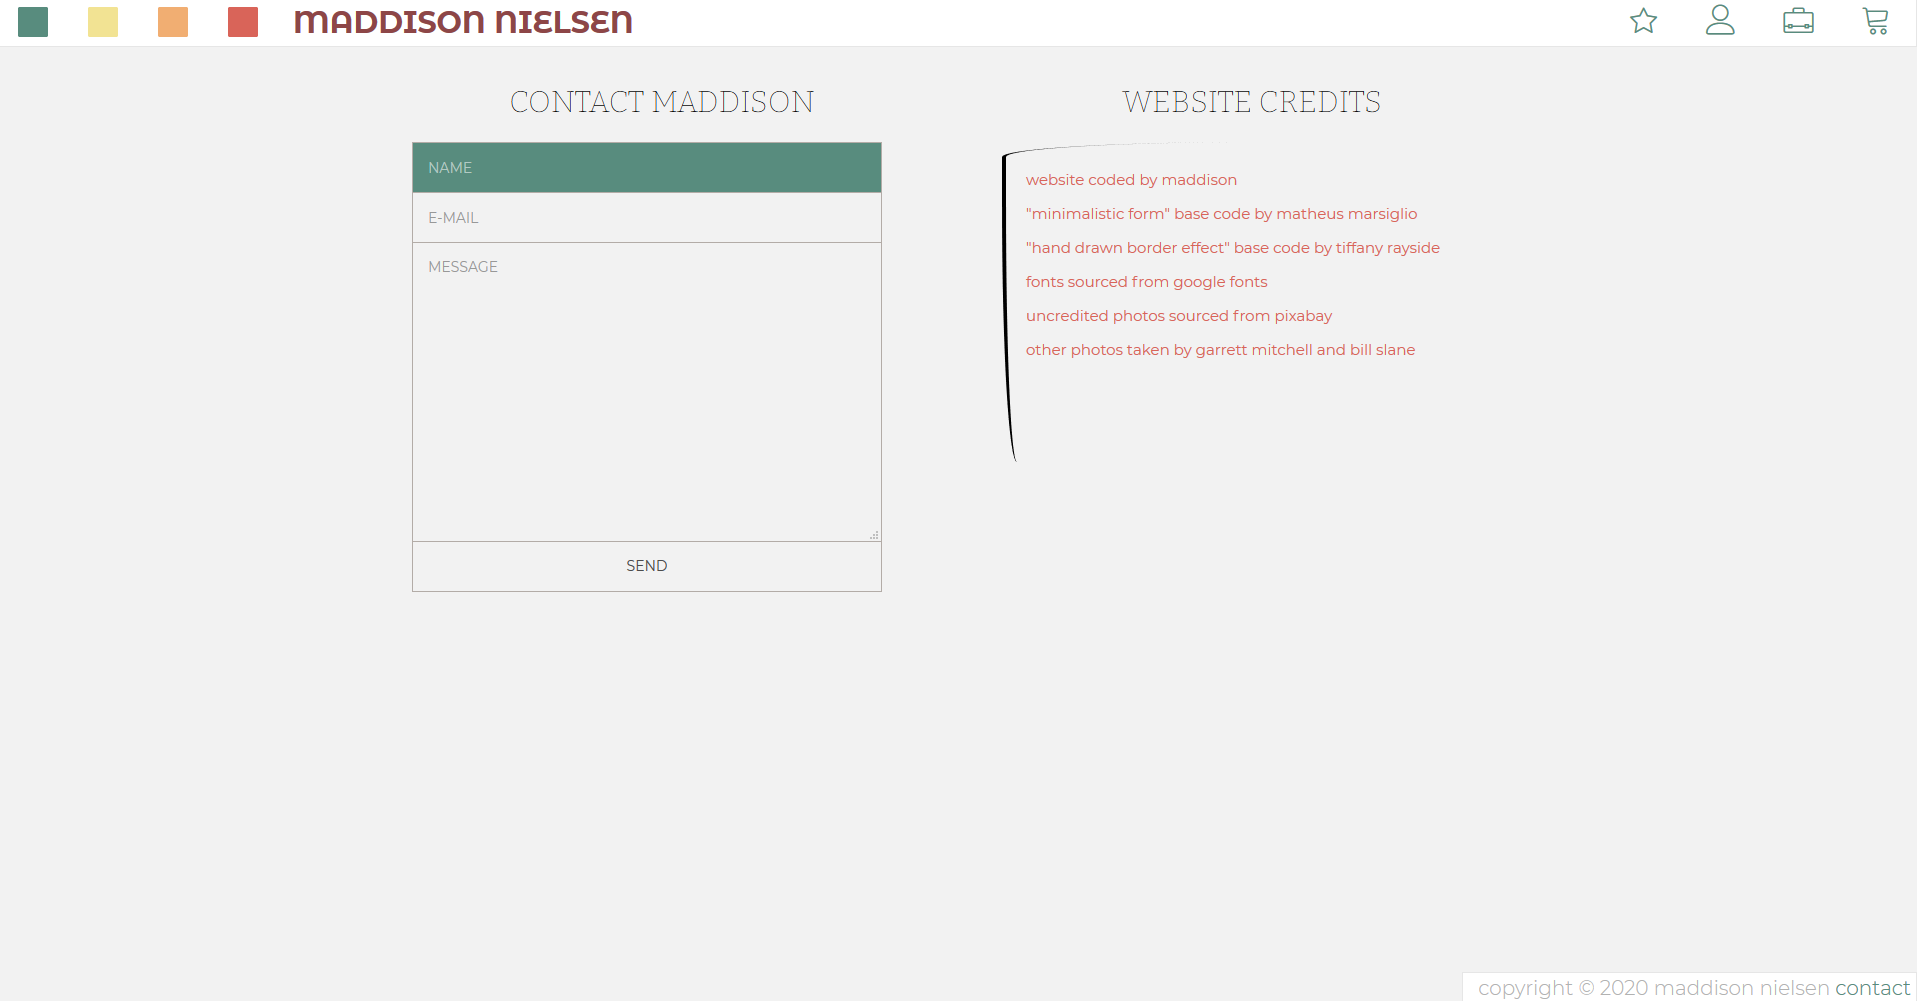 MADDISON NIELSEN
CONTACT MADDISON
NAME
E-MAIL
MESSAGE
SEND
WEBSITE CREDITS
website coded by maddison
"minimalistic form" base code by matheus marsiglio
"hand drawn border effect" base code by tiffany rayside
fonts sourced from google fonts
uncredited photos sourced from pixabay
other photos taken by garrett mitchell and bill slane
copyright © 2020 maddison nielsen contact